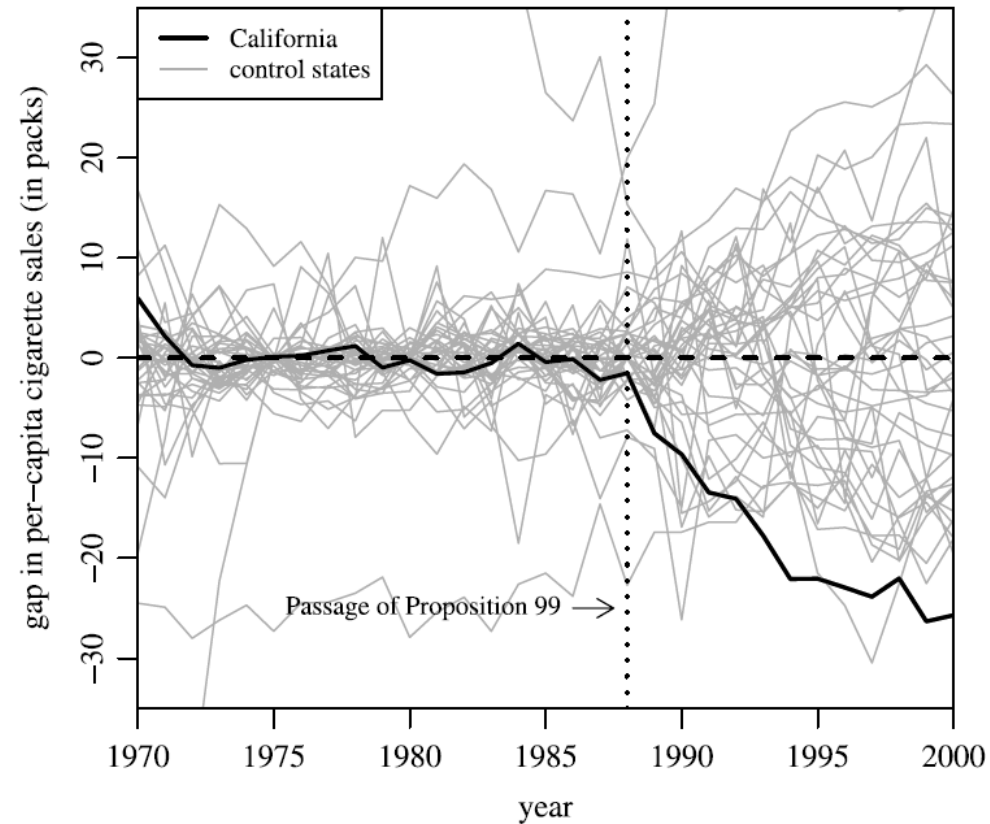 California
control states
gap in per−capita cigarette sales (in packs)
30
20
10
0
−10
−20
−30
Passage of Proposition 99
1970
1975
1980
1985
1990
1995
2000
year